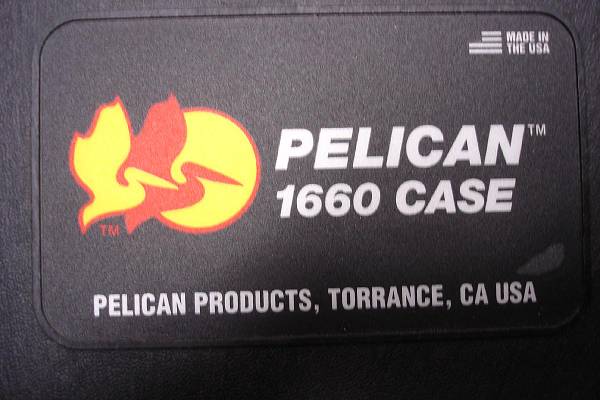 MADE IN
THE USA
PELICAN™
1660 CASE
TM
PELICAN PRODUCTS, TORRANCE, CA USA